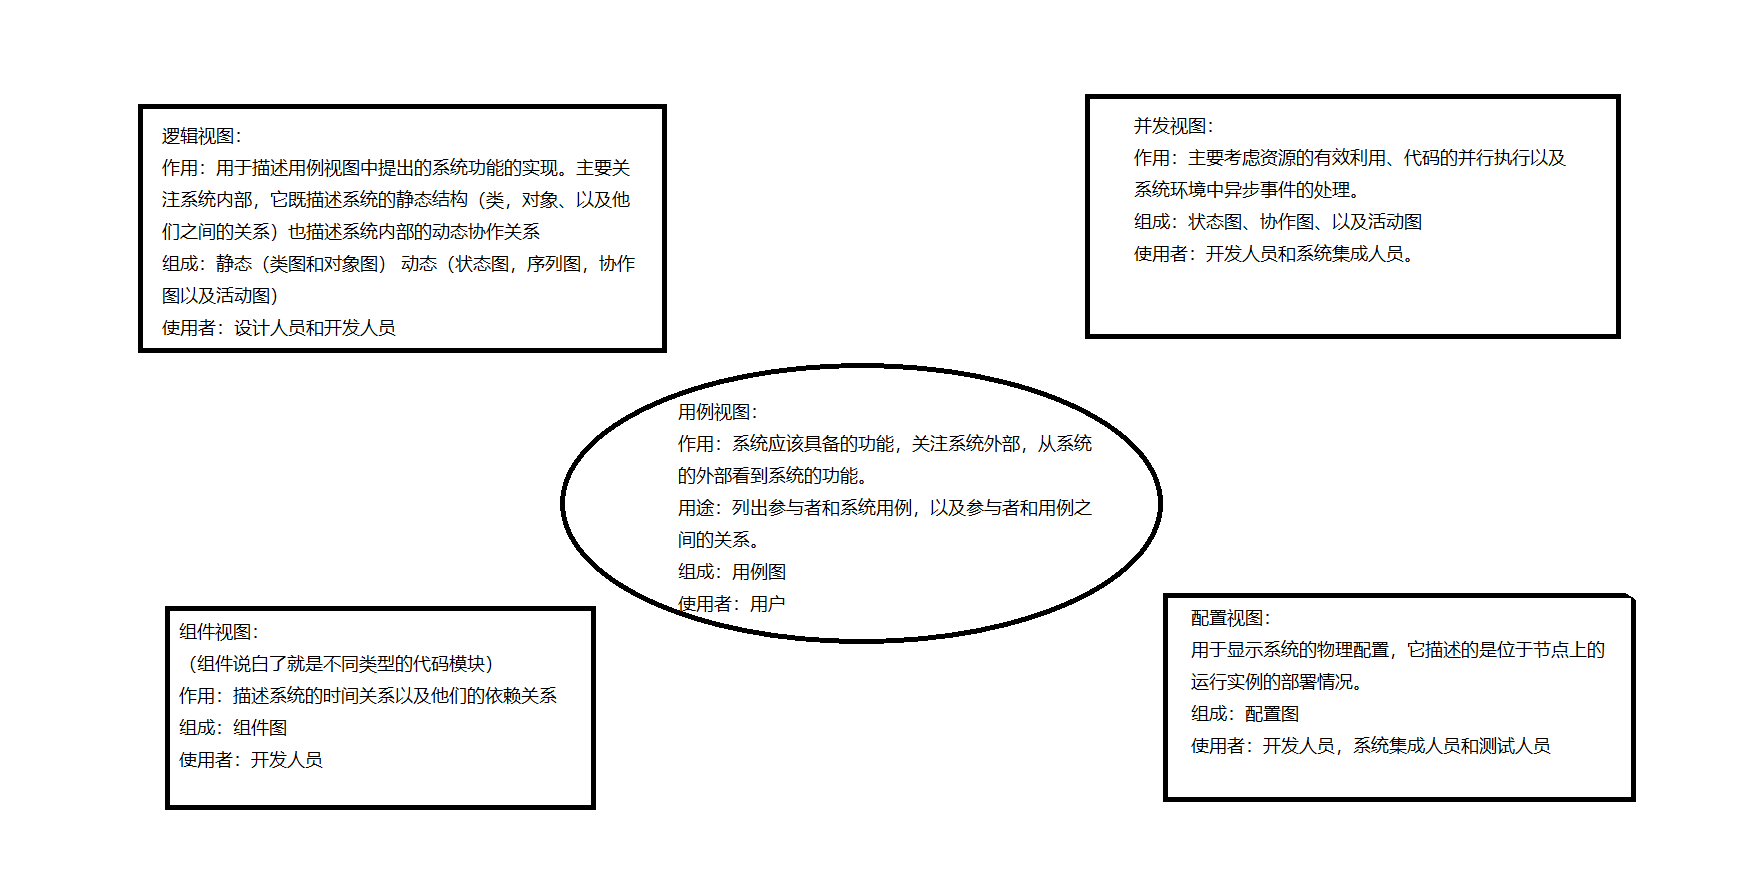 逻辑视图：
作用：用于描述用例视图中提出的系统功能的实现。主要关
注系统内部，它既描述系统的静态结构（类，对象、以及他
们之间的关系）也描述系统内部的动态协作关系
组成：静态（类图和对象图） 动态（状态图，序列图，协作
图以及活动图）
使用者：设计人员和开发人员
并发视图：
作用：主要考虑资源的有效利用、代码的并行执行以及
系统环境中异步事件的处理。
组成：状态图、协作图、以及活动图
使用者：开发人员和系统集成人员。
用例视图：
作用：系统应该具备的功能，关注系统外部，从系统
的外部看到系统的功能。
用途：列出参与者和系统用例，以及参与者和用例之
间的关系。
组成：用例图
使用者：用户
组件视图：
（组件说白了就是不同类型的代码模块）
作用：描述系统的时间关系以及他们的依赖关系
组成：组件图
使用者：开发人员
配置视图：
用于显示系统的物理配置，它描述的是位于节点上的
运行实例的部署情况。
组成：配置图
使用者：开发人员，系统集成人员和测试人员